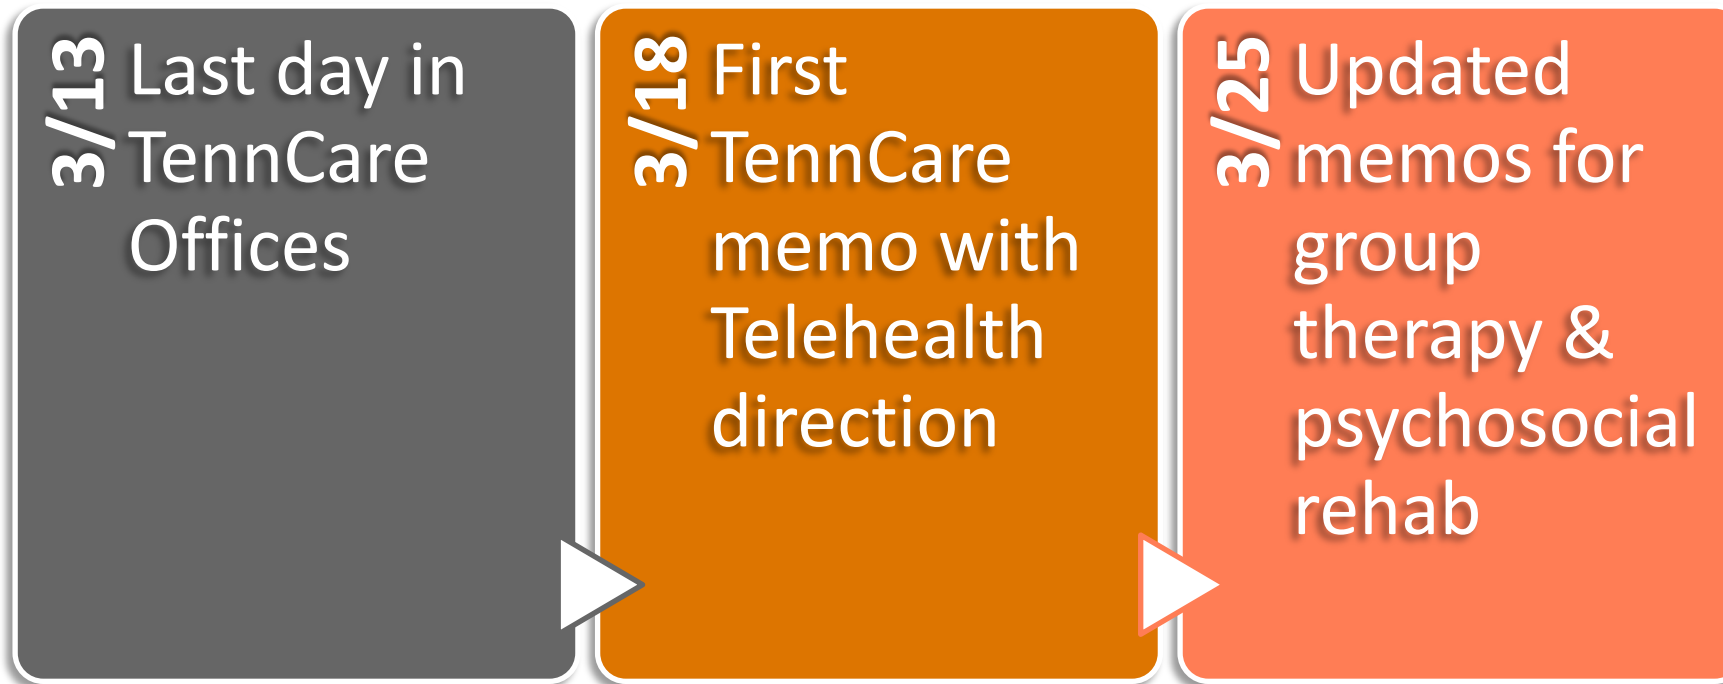 3/13
Last day in
TennCare
Offices
3/18
First
TennCare
memo with
Telehealth
direction
3/25
Updated
memos for
group
therapy &
psychosocial
rehab